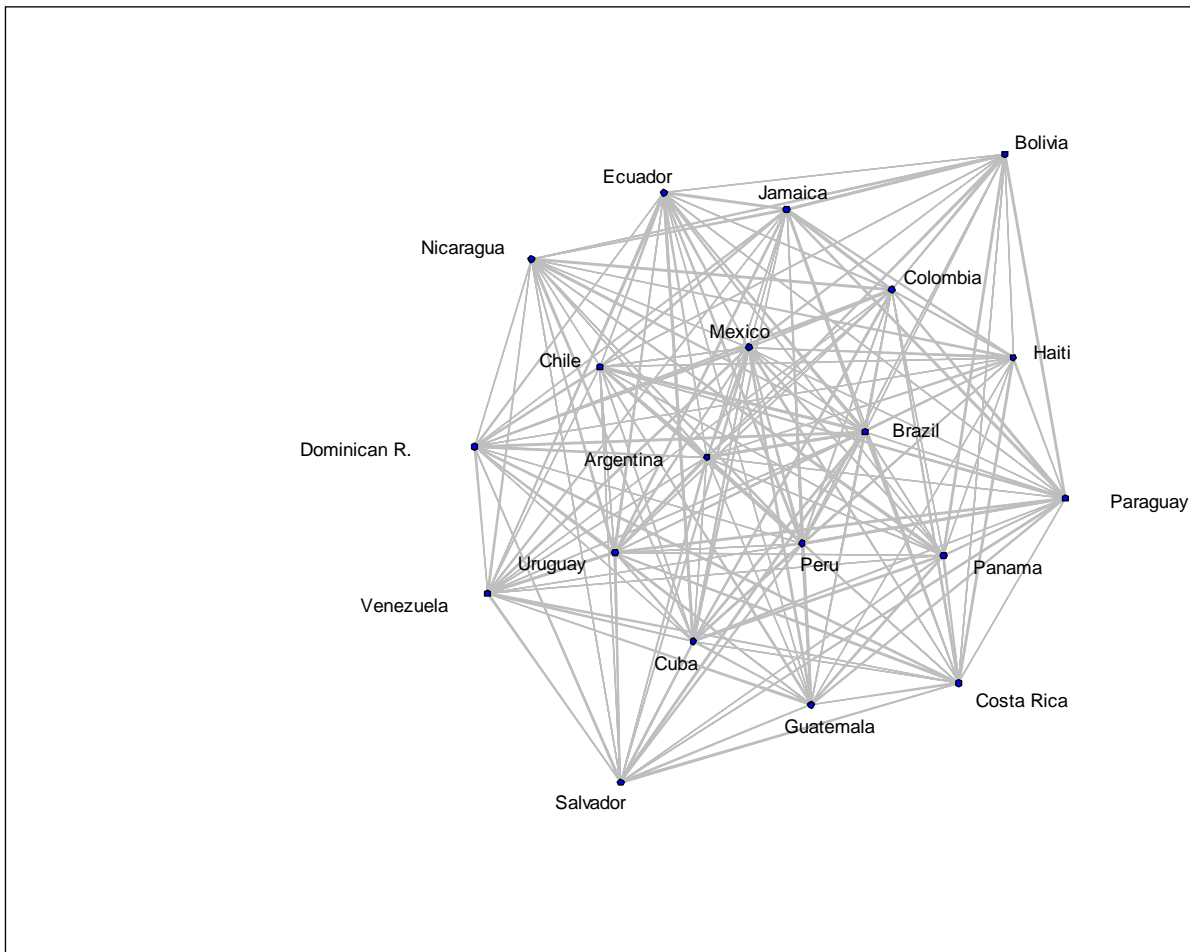 Bolivia
Ecuador
Jamaica
Nicaragua
Colombia
Mexico
Chile
Haiti
Brazil
Dominican R.
Argentina
Paraguay
Uruguay
Peru
Panama
Venezuela
Cuba
Costa Rica
Guatemala
Salvador